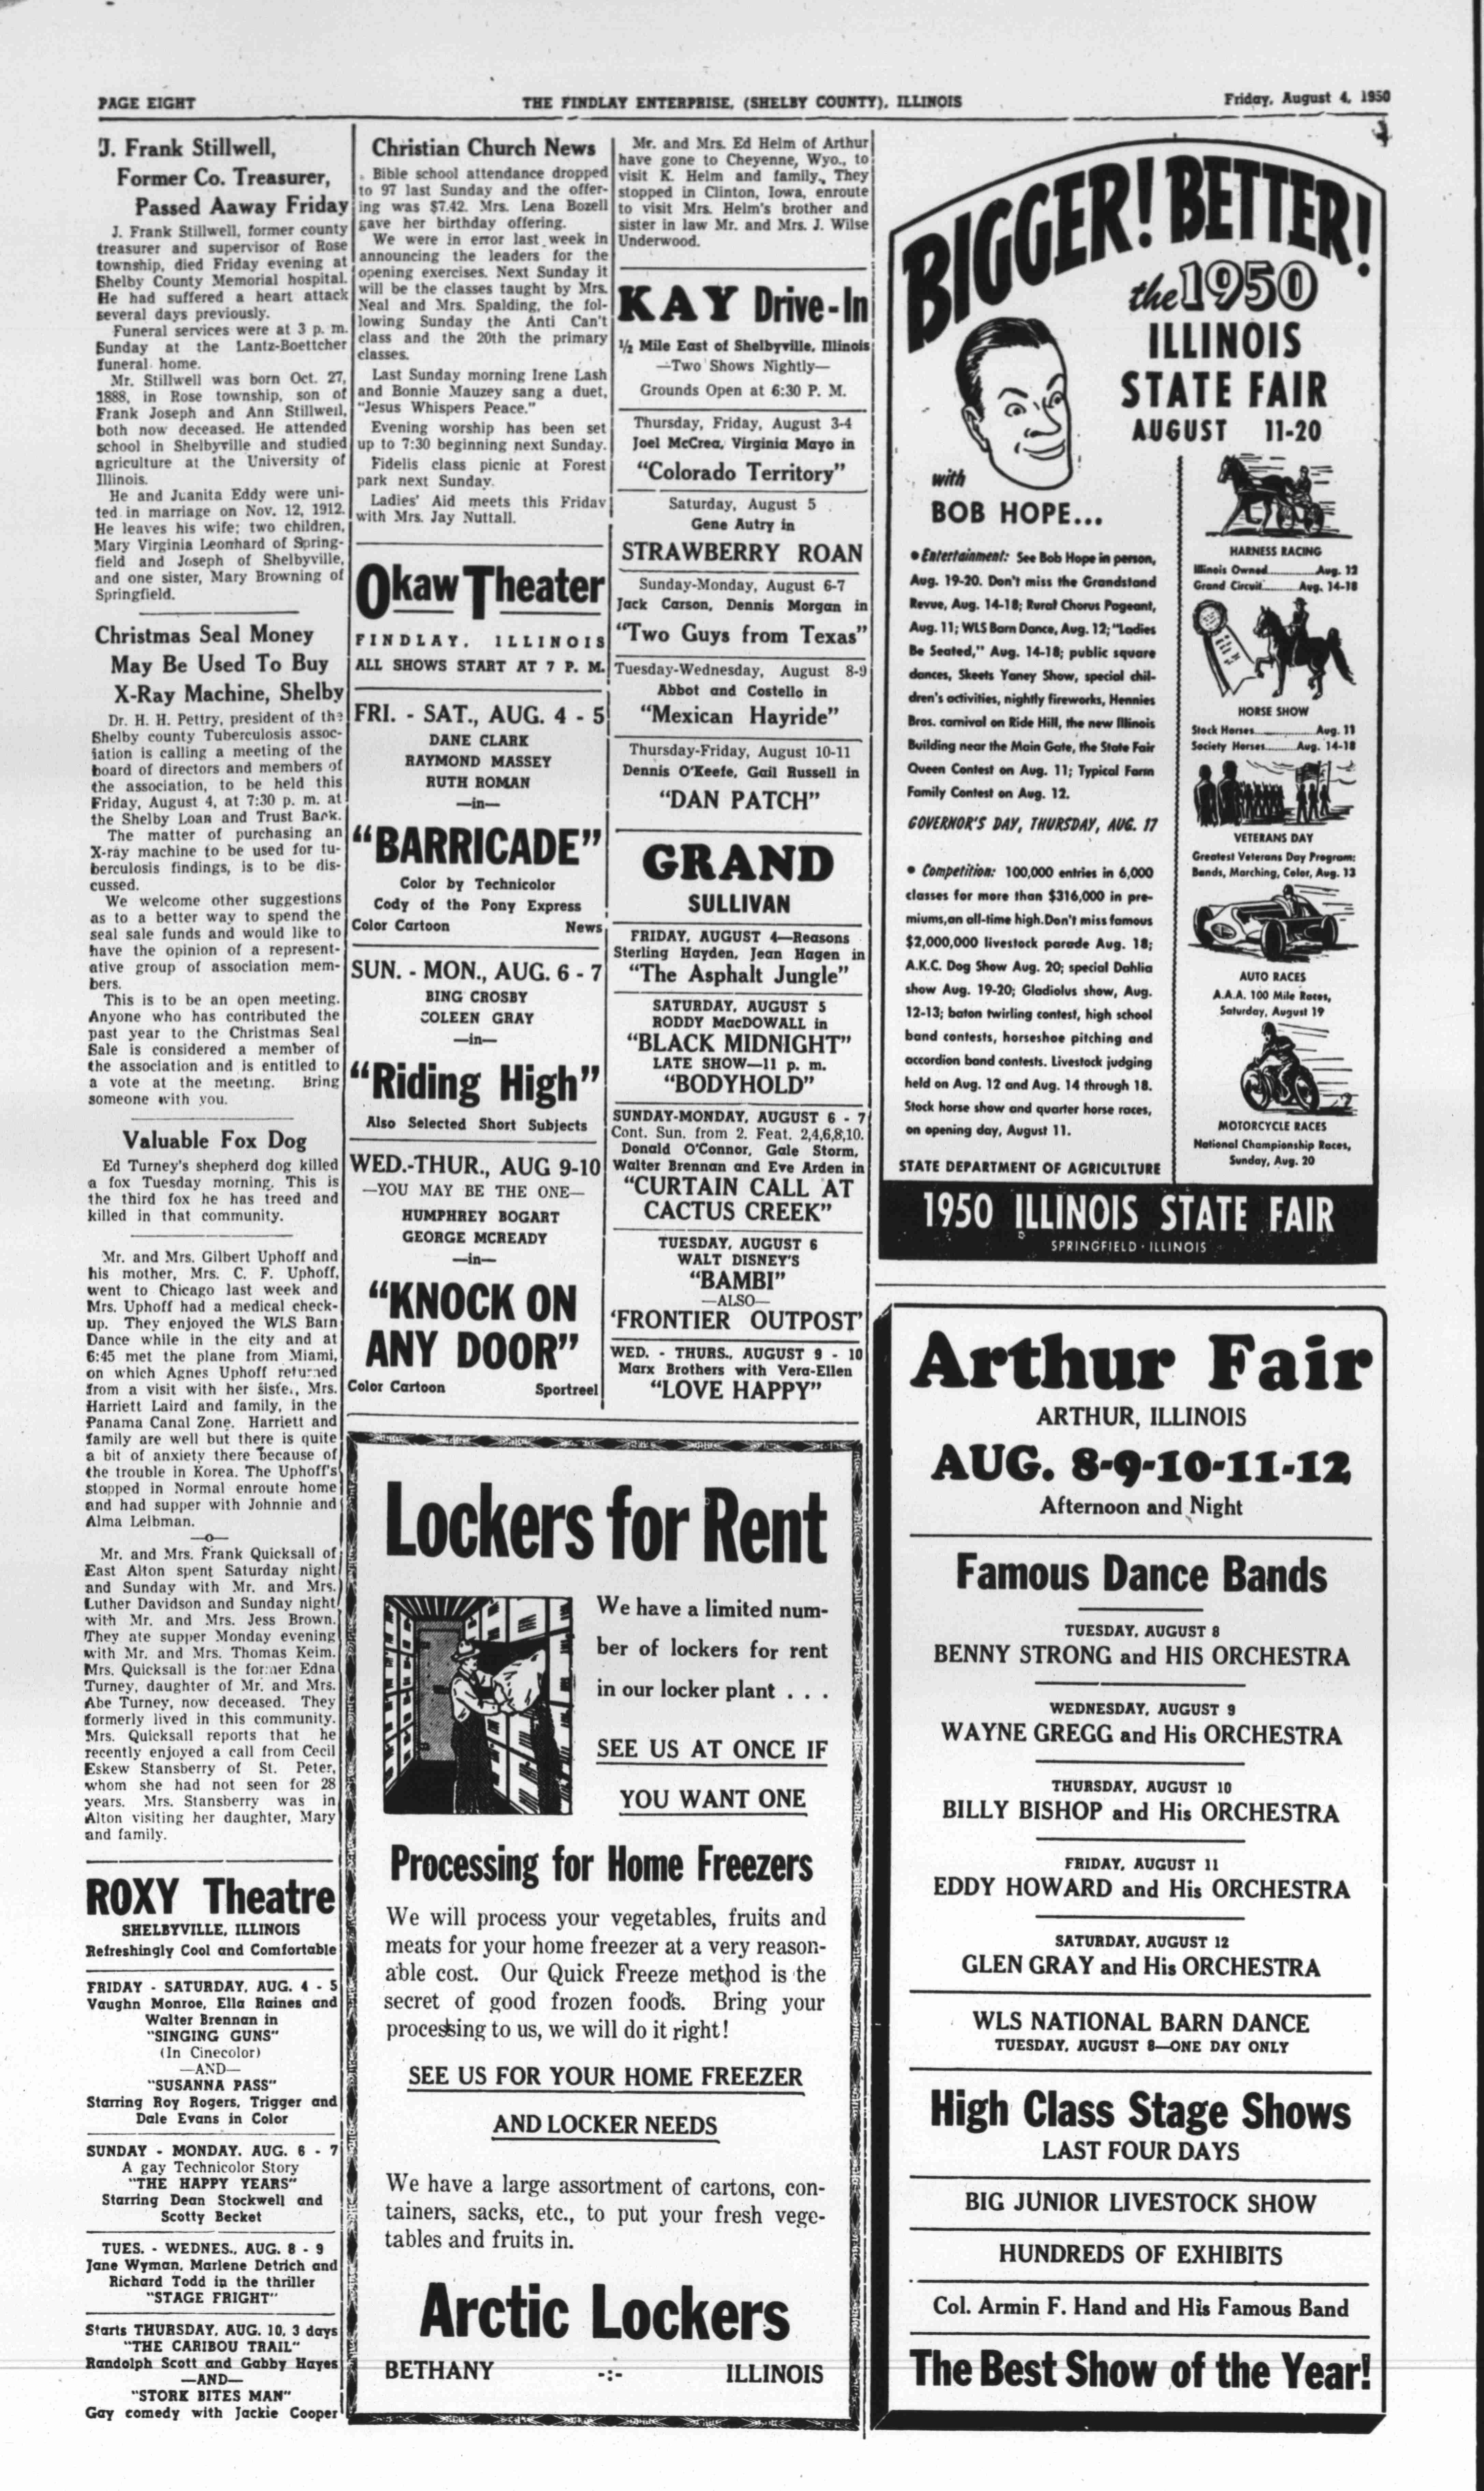 PAGE EIGHT
THE FINDLAY ENTERPRISE, (SHELBY COUNTY), ILLINOIS
Friday, August 4, 1950
J. Frank Stillwell,
Former Co. Treasurer,
Passed Aaway Friday
J. Frank Stillwell, former county
treasurer and supervisor of Rose
township, died Friday evening at
Shelby County Memorial hospital.
He had suffered a heart attack
several days previously.
Funeral services were at 3 p. m.
Sunday at the Lantz-Boettcher
funeral home.
Mr. Stillwell was born Oct. 27,
1888, in Rose township, son of
Frank Joseph and Ann Stillwell,
both now deceased. He attended
school in Shelbyville and studied
agriculture at the University of
Illinois.
He and Juanita Eddy were uni-
ted in marriage on Nov. 12, 1912.
He leaves his wife; two children,
Mary Virginia Leonhard of Spring-
field and Joseph of Shelbyville,
and one sister, Mary Browning of
Springfield.
Christmas Seal Money
May Be Used To Buy
X-Ray Machine, Shelby
Dr. H. H. Pettry, president of the
Shelby county Tuberculosis assoc-
iation is calling a meeting of the
board of directors and members of
the association, to be held this
Friday, August 4, at 7:30 p. m. at
the Shelby Loan and Trust Bank.
The matter of purchasing an
X-ray machine to be used for tu-
berculosis findings, is to be dis-
cussed.
We welcome other suggestions
as to a better way to spend the
seal sale funds and would like to
have the opinion of a represent-
ative group of association mem-
bers.
This is to be an open meeting.
Anyone who has contributed the
past year to the Christmas Seal
Sale is considered a member of
the association and is entitled to
a vote at the meeting. Bring
someone with you.
Valuable Fox Dog
Ed Turney's shepherd dog killed
a fox Tuesday morning. This is
the third fox he has treed and
killed in that community.
Mr. and Mrs. Gilbert Uphoff and
his mother, Mrs. C. F. Uphoff,
went to Chicago last week and
Mrs. Uphoff had a medical check-
up. They enjoyed the WLS Barn
Dance while in the city and at
6:45 met the plane from Miami,
on which Agnes Uphoff returned
from a visit with her sister, Mrs.
Harriett Laird and family, in the
Panama Canal Zone. Harriett and
family are well but there is quite
a bit of anxiety there because of
the trouble in Korea. The Uphoff's
stopped in Normal enroute home
and had supper with Johnnie and
Alma Leibman.
—o—
Mr. and Mrs. Frank Quicksall of
East Alton spent Saturday night
and Sunday with Mr. and Mrs.
Luther Davidson and Sunday night
with Mr. and Mrs. Jess Brown.
They ate supper Monday evening
with Mr. and Mrs. Thomas Keim.
Mrs. Quicksall is the former Edna
Turney, daughter of Mr. and Mrs.
Abe Turney, now deceased. They
formerly lived in this community.
Mrs. Quicksall reports that he
recently enjoyed a call from Cecil
Eskew Stansberry of St. Peter,
whom she had not seen for 28
years. Mrs. Stansberry was in
Alton visiting her daughter, Mary
and family.
ROXY Theatre
SHELBYVILLE, ILLINOIS
Refreshingly Cool and Comfortable
FRIDAY - SATURDAY, AUG. 4 - 5
Vaughn Monroe, Ella Raines and
Walter Brennan in
"SINGING GUNS"
(In Cinecolor)
—AND—
"SUSANNA PASS"
Starring Roy Rogers, Trigger and
Dale Evans in Color
SUNDAY - MONDAY, AUG. 6 - 7
A gay Technicolor Story
"THE HAPPY YEARS"
Starring Dean Stockwell and
Scotty Becket
TUES. - WEDNES., AUG. 8 - 9
Jane Wyman, Marlene Detrich and
Richard Todd in the thriller
"STAGE FRIGHT"
Starts THURSDAY, AUG. 10, 3 days
"THE CARIBOU TRAIL"
Randolph Scott and Gabby Hayes
—AND—
"STORK BITES MAN"
Gay comedy with Jackie Cooper
Christian Church News
Bible school attendance dropped
to 97 last Sunday and the offer-
ing was $7.42. Mrs. Lena Bozell
gave her birthday offering.
We were in error last week in
announcing the leaders for the
opening exercises. Next Sunday it
will be the classes taught by Mrs.
Neal and Mrs. Spalding, the fol-
lowing Sunday the Anti Can't
class and the 20th the primary
classes.
Last Sunday morning Irene Lash
and Bonnie Mauzey sang a duet,
"Jesus Whispers Peace."
Evening worship has been set
up to 7:30 beginning next Sunday.
Fidelis class picnic at Forest
park next Sunday.
Ladies' Aid meets this Friday
with Mrs. Jay Nuttall.
Okaw Theater
FINDLAY, ILLINOIS
ALL SHOWS START AT 7 P. M.
FRI. - SAT., AUG. 4 - 5
DANE CLARK
RAYMOND MASSEY
RUTH ROMAN
—in—
"BARRICADE"
Color by Technicolor
Cody of the Pony Express
Color Cartoon News
SUN. - MON., AUG. 6 - 7
BING CROSBY
COLEEN GRAY
—in—
"Riding High"
Also Selected Short Subjects
WED.-THUR., AUG 9-10
—YOU MAY BE THE ONE—
HUMPHREY BOGART
GEORGE MCREADY
—in—
"KNOCK ON
ANY DOOR"
Color Cartoon Sportreel
Mr. and Mrs. Ed Helm of Arthur
have gone to Cheyenne, Wyo., to
visit K. Helm and family. They
stopped in Clinton, Iowa, enroute
to visit Mrs. Helm's brother and
sister in law Mr. and Mrs. J. Wilse
Underwood.
KAY Drive-In
½ Mile East of Shelbyville, Illinois
—Two Shows Nightly—
Grounds Open at 6:30 P. M.
Thursday, Friday, August 3-4
Joel McCrea, Virginia Mayo in
"Colorado Territory"
Saturday, August 5
Gene Autry in
STRAWBERRY ROAN
Sunday-Monday, August 6-7
Jack Carson, Dennis Morgan in
"Two Guys from Texas"
Tuesday-Wednesday, August 8-9
Abbot and Costello in
"Mexican Hayride"
Thursday-Friday, August 10-11
Dennis O'Keefe, Gail Russell in
"DAN PATCH"
GRAND
SULLIVAN
FRIDAY, AUGUST 4—Reasons
Sterling Hayden, Jean Hagen in
"The Asphalt Jungle"
SATURDAY, AUGUST 5
RODDY MacDOWALL in
"BLACK MIDNIGHT"
LATE SHOW—11 p. m.
"BODYHOLD"
SUNDAY-MONDAY, AUGUST 6 - 7
Cont. Sun. from 2. Feat. 2,4,6,8,10.
Donald O'Connor, Gale Storm,
Walter Brennan and Eve Arden in
"CURTAIN CALL AT
CACTUS CREEK"
TUESDAY, AUGUST 6
WALT DISNEY'S
"BAMBI"
—ALSO—
'FRONTIER OUTPOST'
WED. - THURS., AUGUST 9 - 10
Marx Brothers with Vera-Ellen
"LOVE HAPPY"
Lockers for Rent
We have a limited num-
ber of lockers for rent
in our locker plant . . .
SEE US AT ONCE IF
YOU WANT ONE
Processing for Home Freezers
We will process your vegetables, fruits and
meats for your home freezer at a very reason-
able cost. Our Quick Freeze method is the
secret of good frozen foods. Bring your
processing to us, we will do it right!
SEE US FOR YOUR HOME FREEZER
AND LOCKER NEEDS
We have a large assortment of cartons, con-
tainers, sacks, etc., to put your fresh vege-
tables and fruits in.
Arctic Lockers
BETHANY -:- ILLINOIS
BIGGER! BETTER!
the 1950
ILLINOIS
STATE FAIR
AUGUST 11-20
with
BOB HOPE...
• Entertainment: See Bob Hope in person,
Aug. 19-20. Don't miss the Grandstand
Revue, Aug. 14-18; Rural Chorus Pageant,
Aug. 11; WLS Barn Dance, Aug. 12; "Ladies
Be Seated," Aug. 14-18; public square
dances, Skeets Yaney Show, special chil-
dren's activities, nightly fireworks, Hennies
Bros. carnival on Ride Hill, the new Illinois
Building near the Main Gate, the State Fair
Queen Contest on Aug. 11; Typical Farm
Family Contest on Aug. 12.
GOVERNOR'S DAY, THURSDAY, AUG. 17
• Competition: 100,000 entries in 6,000
classes for more than $316,000 in pre-
miums, an all-time high. Don't miss famous
$2,000,000 livestock parade Aug. 18;
A.K.C. Dog Show Aug. 20; special Dahlia
show Aug. 19-20; Gladiolus show, Aug.
12-13; baton twirling contest, high school
band contests, horseshoe pitching and
accordion band contests. Livestock judging
held on Aug. 12 and Aug. 14 through 18.
Stock horse show and quarter horse races,
on opening day, August 11.
STATE DEPARTMENT OF AGRICULTURE
HARNESS RACING
Illinois Owned Aug. 12
Grand Circuit Aug. 14-18
HORSE SHOW
Stock Horses Aug. 11
Society Horses Aug. 14-18
VETERANS DAY
Greatest Veterans Day Program:
Bands, Marching, Color, Aug. 13
AUTO RACES
A.A.A. 100 Mile Races,
Saturday, August 19
MOTORCYCLE RACES
National Championship Races,
Sunday, Aug. 20
1950 ILLINOIS STATE FAIR
SPRINGFIELD · ILLINOIS
Arthur Fair
ARTHUR, ILLINOIS
AUG. 8-9-10-11-12
Afternoon and Night
Famous Dance Bands
TUESDAY, AUGUST 8
BENNY STRONG and HIS ORCHESTRA
WEDNESDAY, AUGUST 9
WAYNE GREGG and His ORCHESTRA
THURSDAY, AUGUST 10
BILLY BISHOP and His ORCHESTRA
FRIDAY, AUGUST 11
EDDY HOWARD and His ORCHESTRA
SATURDAY, AUGUST 12
GLEN GRAY and His ORCHESTRA
WLS NATIONAL BARN DANCE
TUESDAY, AUGUST 8—ONE DAY ONLY
High Class Stage Shows
LAST FOUR DAYS
BIG JUNIOR LIVESTOCK SHOW
HUNDREDS OF EXHIBITS
Col. Armin F. Hand and His Famous Band
The Best Show of the Year!